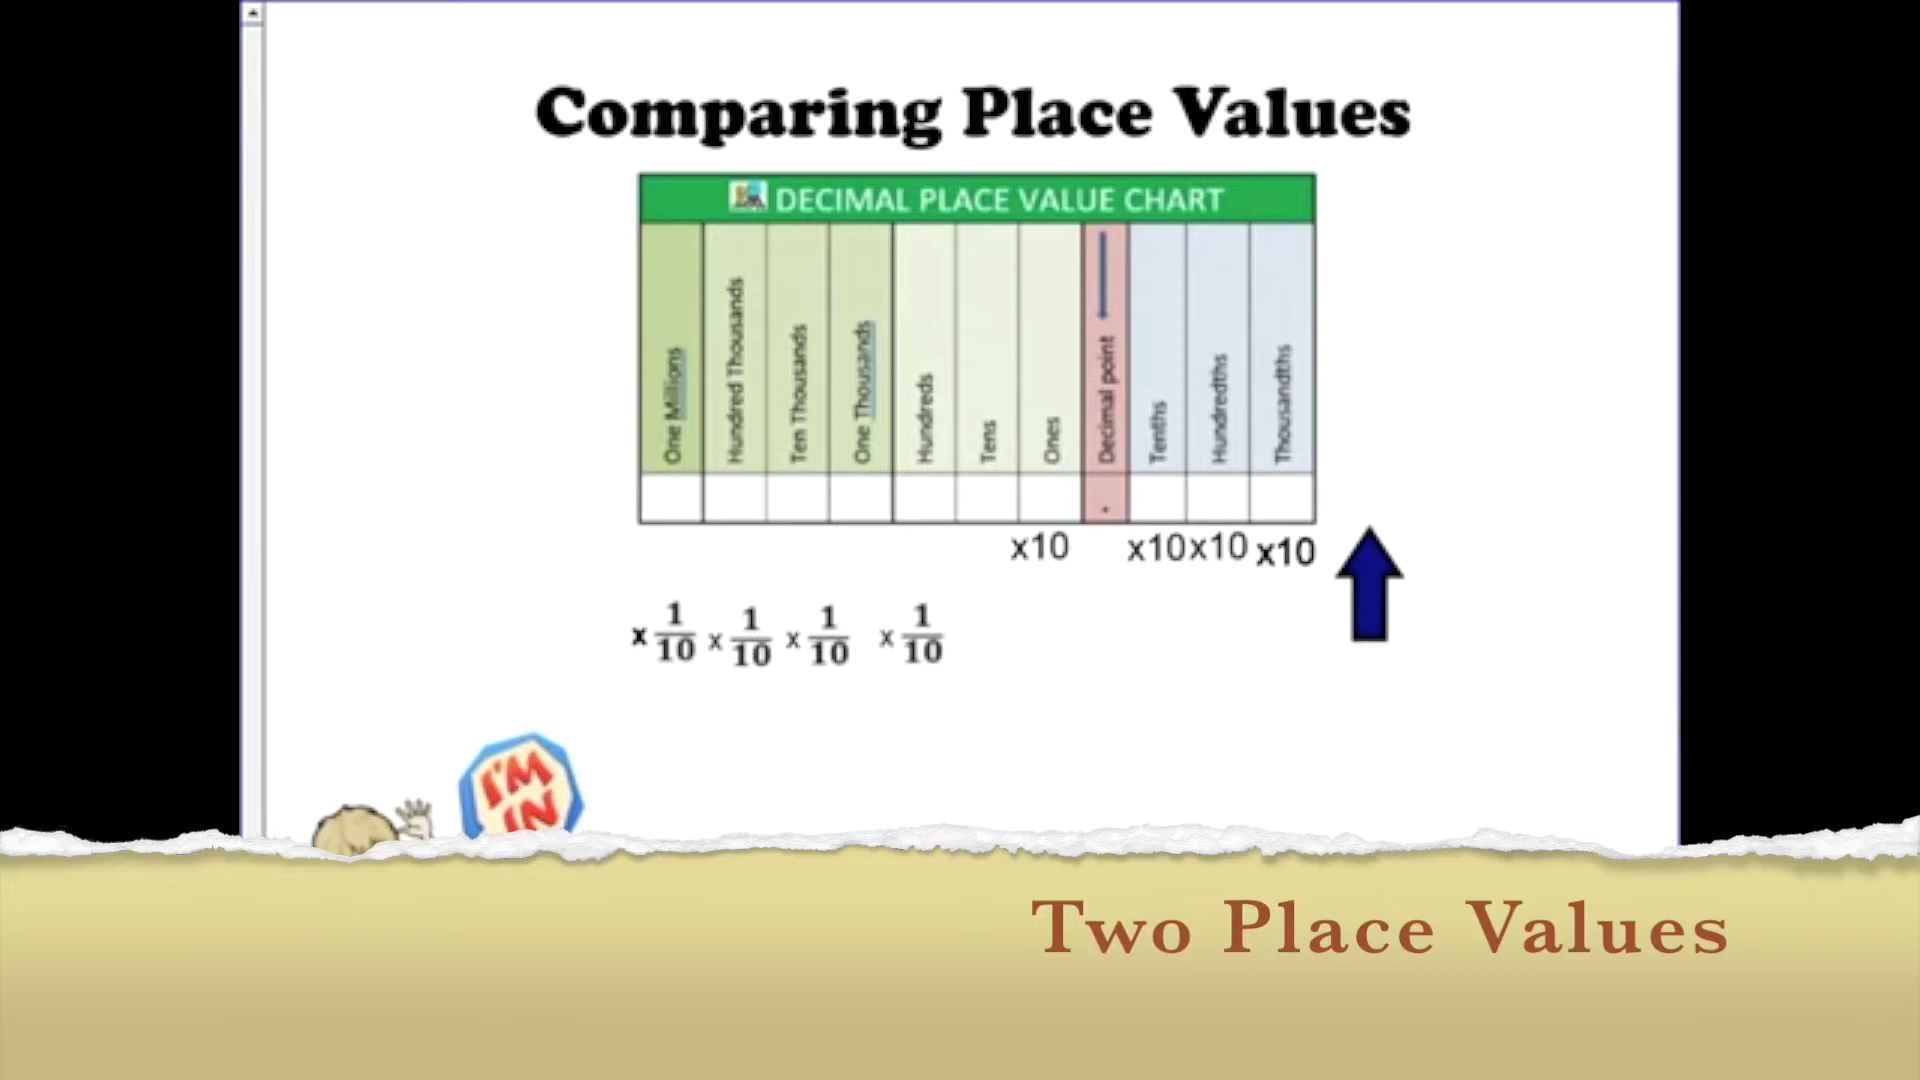 Comparing Place Values
DECIMAL PLACE VALUE CHART
One Millions
Hundred Thousands
Ten Thousands
One Thousands
Hundreds
Tens
Ones
Decimal point
Tenths
Hundredths
Thousandths
.
x10 x10 x10 x10
x 1/10 x 1/10 x 1/10 x 1/10
I'M
IN
Two Place Values